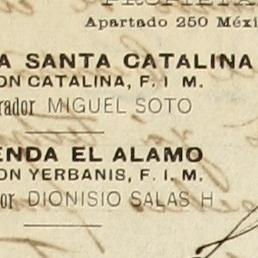 Apartado 250 Méxi
A SANTA CATALINA
ON CATALINA, F. I M.
rador MIGUEL SOTO
ENDA EL ALAMO
ON YERBANIS, F. I. M.
or DIONISIO SALAS H